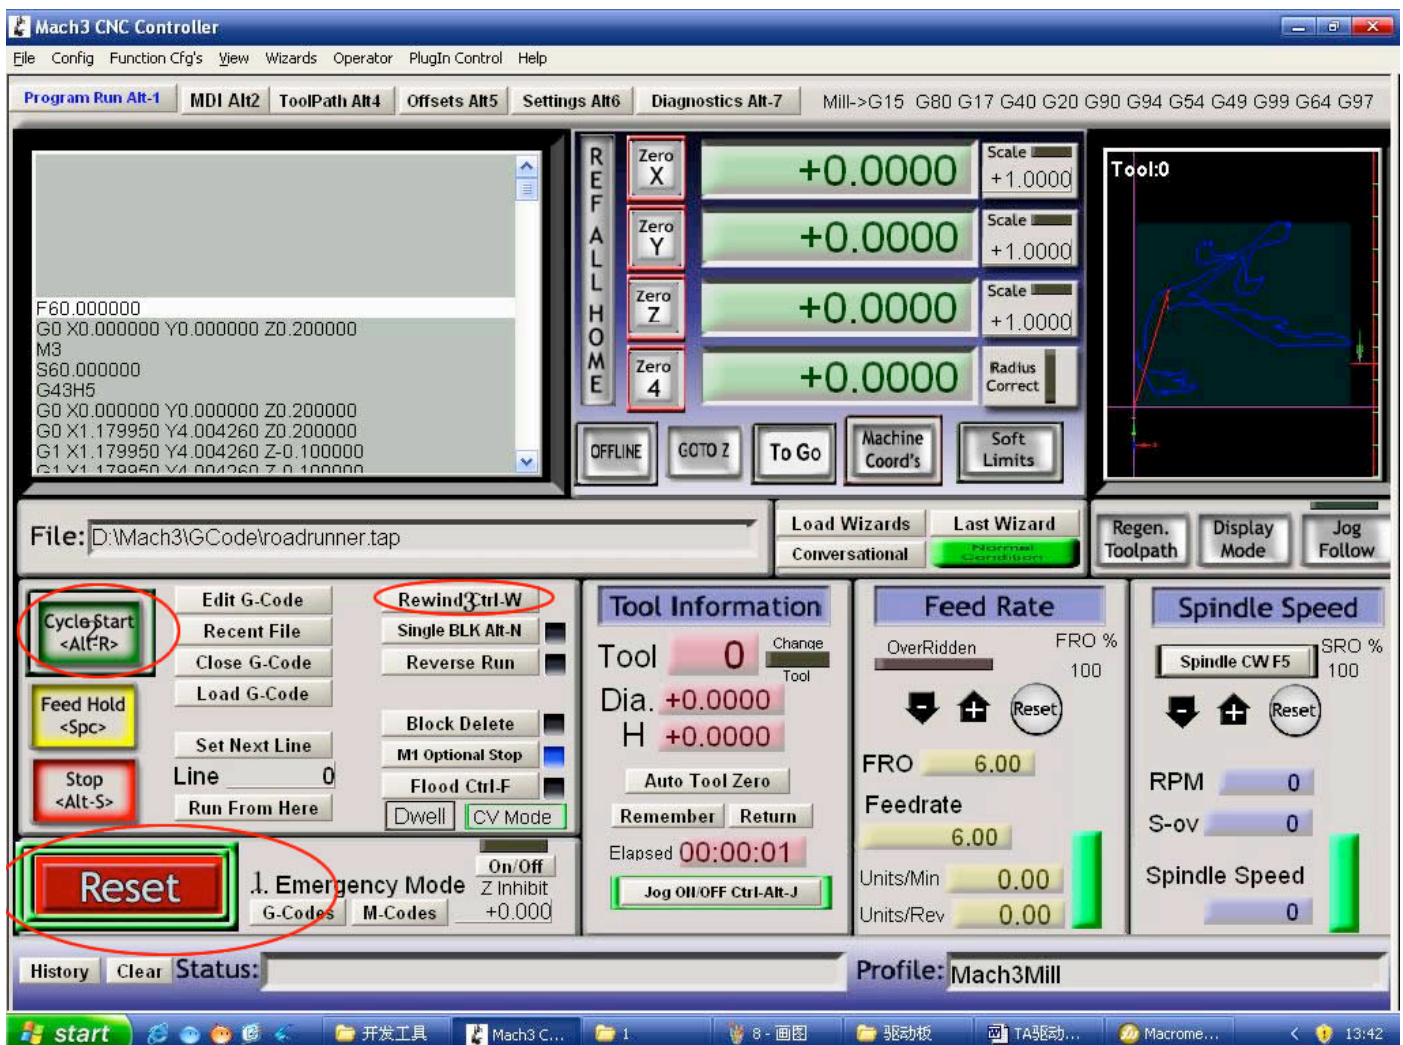 Mach3 CNC Controller
File Config Function Cfg's View Wizards Operator PlugIn Control Help
Program Run Alt-1 MDI Alt2 ToolPath Alt4 Offsets Alt5 Settings Alt6 Diagnostics Alt-7 Mill->G15 G80 G17 G40 G20 G90 G94 G54 G49 G99 G64 G97
F60.000000
G0 X0.000000 Y0.000000 Z0.200000
M3
S60.000000
G43H5
G0 X0.000000 Y0.000000 Z0.200000
G0 X1.179950 Y4.004260 Z0.200000
G1 X1.179950 Y4.004260 Z-0.100000
G1 X1.179950 Y4.004260 Z-0.100000
REF ALL HOME
Zero X +0.0000 Scale +1.0000
Zero Y +0.0000 Scale +1.0000
Zero Z +0.0000 Scale +1.0000
Zero 4 +0.0000 Radius Correct
OFFLINE GOTO Z To Go Machine Coord's Soft Limits
Tool:0
File: D:\Mach3\GCode\roadrunner.tap
Load Wizards Last Wizard
Conversational Normal Condition
Regen. Toolpath Display Mode Jog Follow
Cycle Start <Alt-R> 2
Feed Hold <Spc>
Stop <Alt-S>
Edit G-Code
Recent File
Close G-Code
Load G-Code
Set Next Line
Line 0
Run From Here
Rewind Ctrl-W 3
Single BLK Alt-N
Reverse Run
Block Delete
M1 Optional Stop
Flood Ctrl-F
Dwell CV Mode
Reset 1. Emergency Mode
G-Codes M-Codes
On/Off
Z Inhibit
+0.000
Tool Information
Tool 0 Change Tool
Dia. +0.0000
H +0.0000
Auto Tool Zero
Remember Return
Elapsed 00:00:01
Jog ON/OFF Ctrl-Alt-J
Feed Rate
OverRidden FRO %
100
Reset
FRO 6.00
Feedrate
6.00
Units/Min 0.00
Units/Rev 0.00
Spindle Speed
Spindle CW F5 SRO %
100
Reset
RPM 0
S-ov 0
Spindle Speed
0
History Clear Status: Profile: Mach3Mill
start 开发工具 Mach3 C... 1 8 - 画图 驱动板 TA驱动... Macrome... 13:42